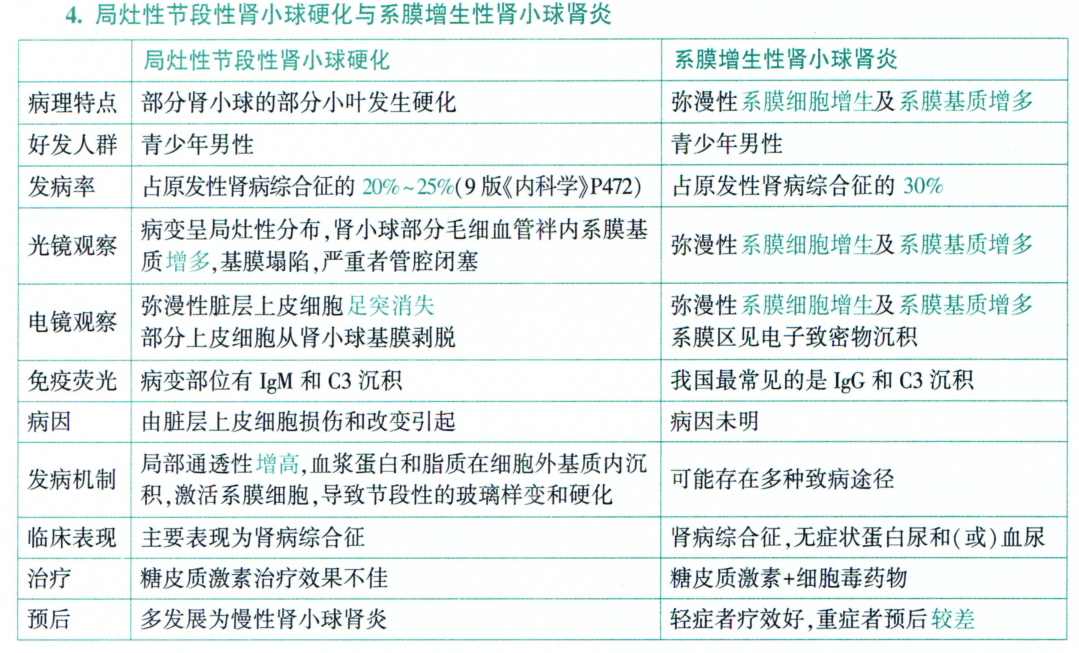 4. 局灶性节段性肾小球硬化与系膜增生性肾小球肾炎
局灶性节段性肾小球硬化 系膜增生性肾小球肾炎
病理特点 部分肾小球的部分小叶发生硬化 弥漫性系膜细胞增生及系膜基质增多
好发人群 青少年男性 青少年男性
发病率 占原发性肾病综合征的 20%~25%(9 版《内科学》P472) 占原发性肾病综合征的 30%
光镜观察 病变呈局灶性分布,肾小球部分毛细血管袢内系膜基
质增多,基膜塌陷,严重者管腔闭塞 弥漫性系膜细胞增生及系膜基质增多
电镜观察 弥漫性脏层上皮细胞足突消失
部分上皮细胞从肾小球基膜剥脱 弥漫性系膜细胞增生及系膜基质增多
系膜区见电子致密物沉积
免疫荧光 病变部位有 IgM 和 C3 沉积 我国最常见的是 IgG 和 C3 沉积
病因 由脏层上皮细胞损伤和改变引起 病因未明
发病机制 局部通透性增高,血浆蛋白和脂质在细胞外基质内沉
积,激活系膜细胞,导致节段性的玻璃样变和硬化 可能存在多种致病途径
临床表现 主要表现为肾病综合征 肾病综合征,无症状蛋白尿和(或)血尿
治疗 糖皮质激素治疗效果不佳 糖皮质激素+细胞毒药物
预后 多发展为慢性肾小球肾炎 轻症者疗效好,重症者预后较差